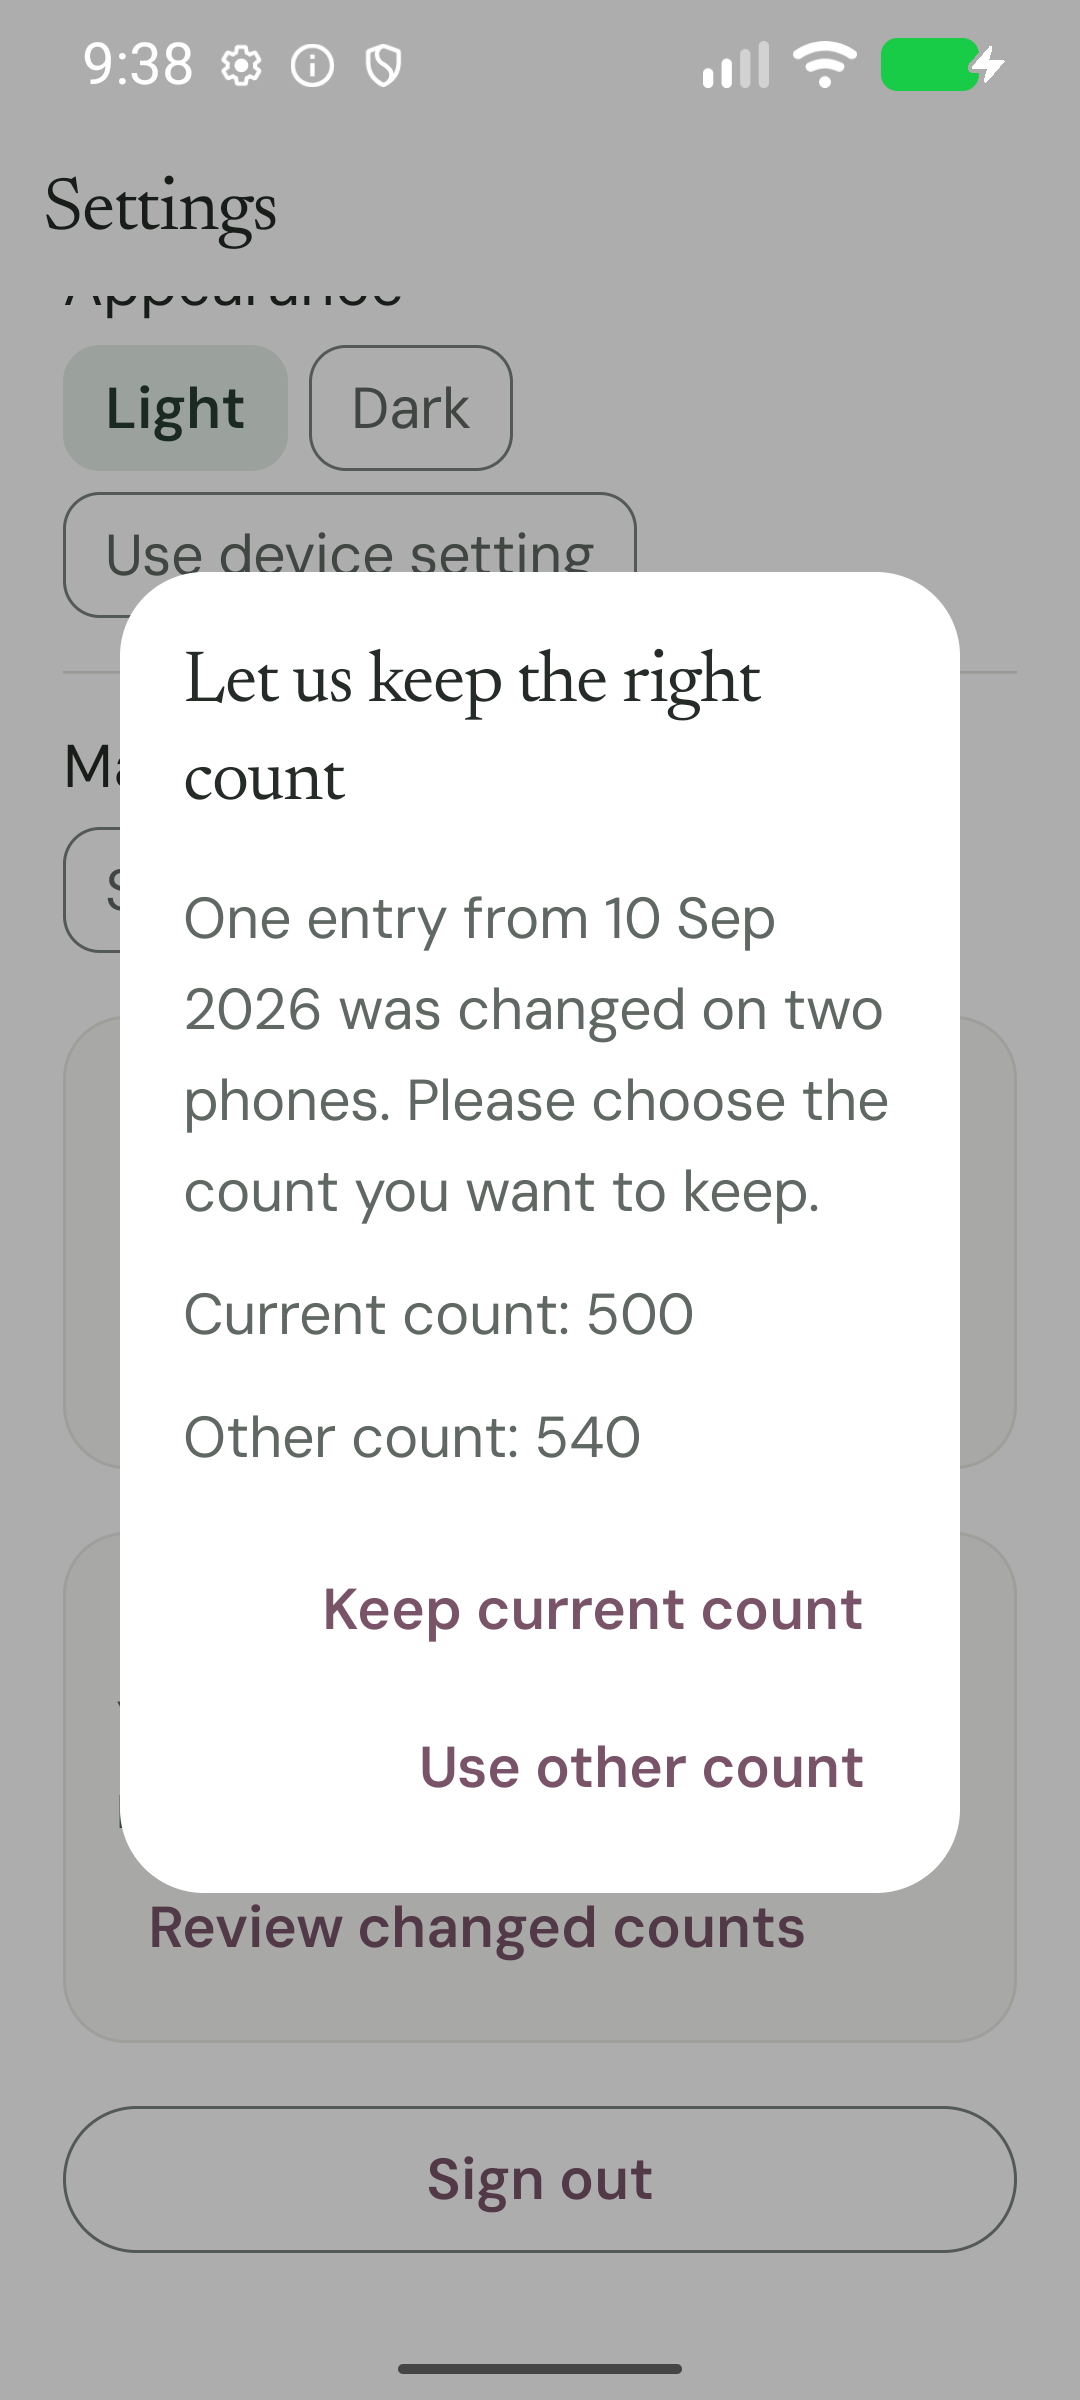 9:38
Settings
Appearance
Light
Dark
Use device setting
Let us keep the right
count
One entry from 10 Sep
2026 was changed on two
phones. Please choose the
count you want to keep.
Current count: 500
Other count: 540
Keep current count
Use other count
Review changed counts
Sign out